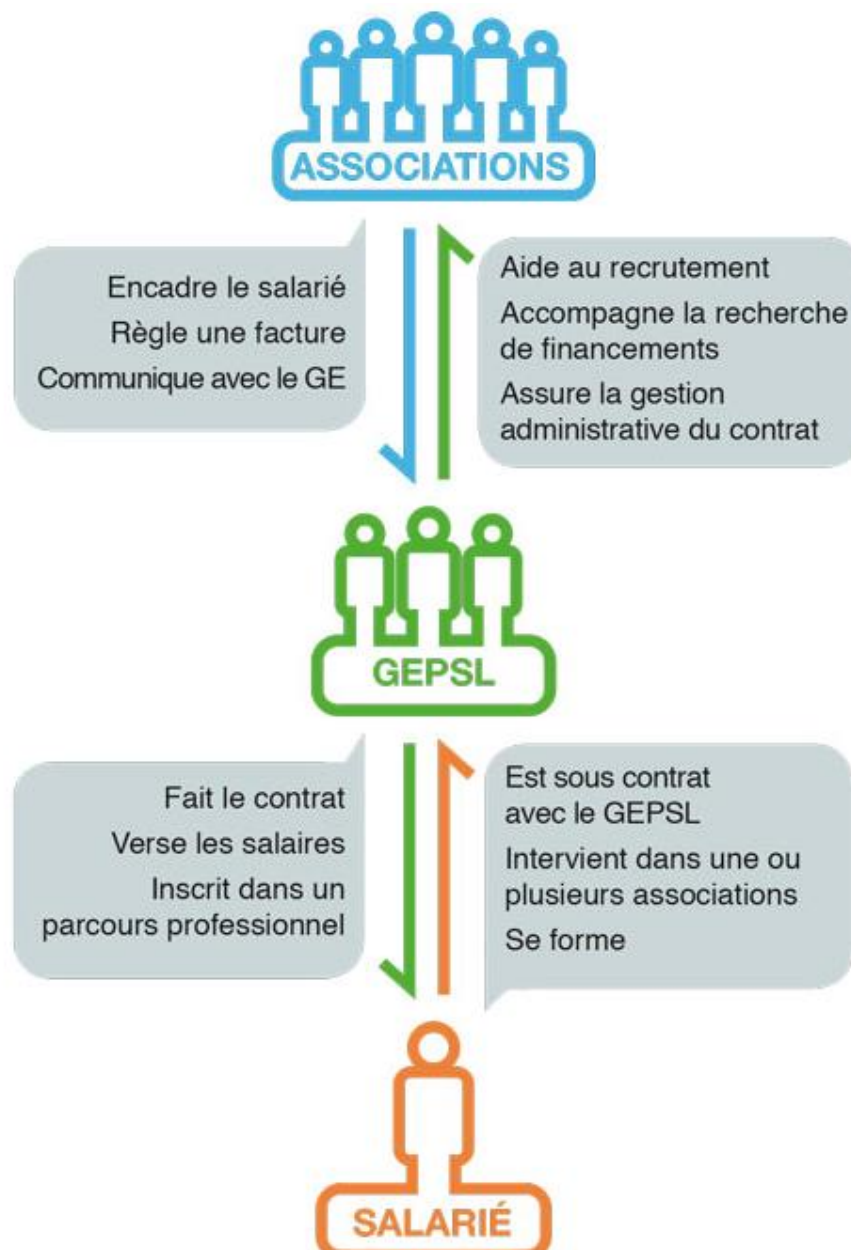 ASSOCIATIONS
Encadre le salarié
Règle une facture
Communique avec le GE
Aide au recrutement
Accompagne la recherche
de financements
Assure la gestion
administrative du contrat
GEPSL
Fait le contrat
Verse les salaires
Inscrit dans un
parcours professionnel
Est sous contrat
avec le GEPSL
Intervient dans une ou
plusieurs associations
Se forme
SALARIÉ